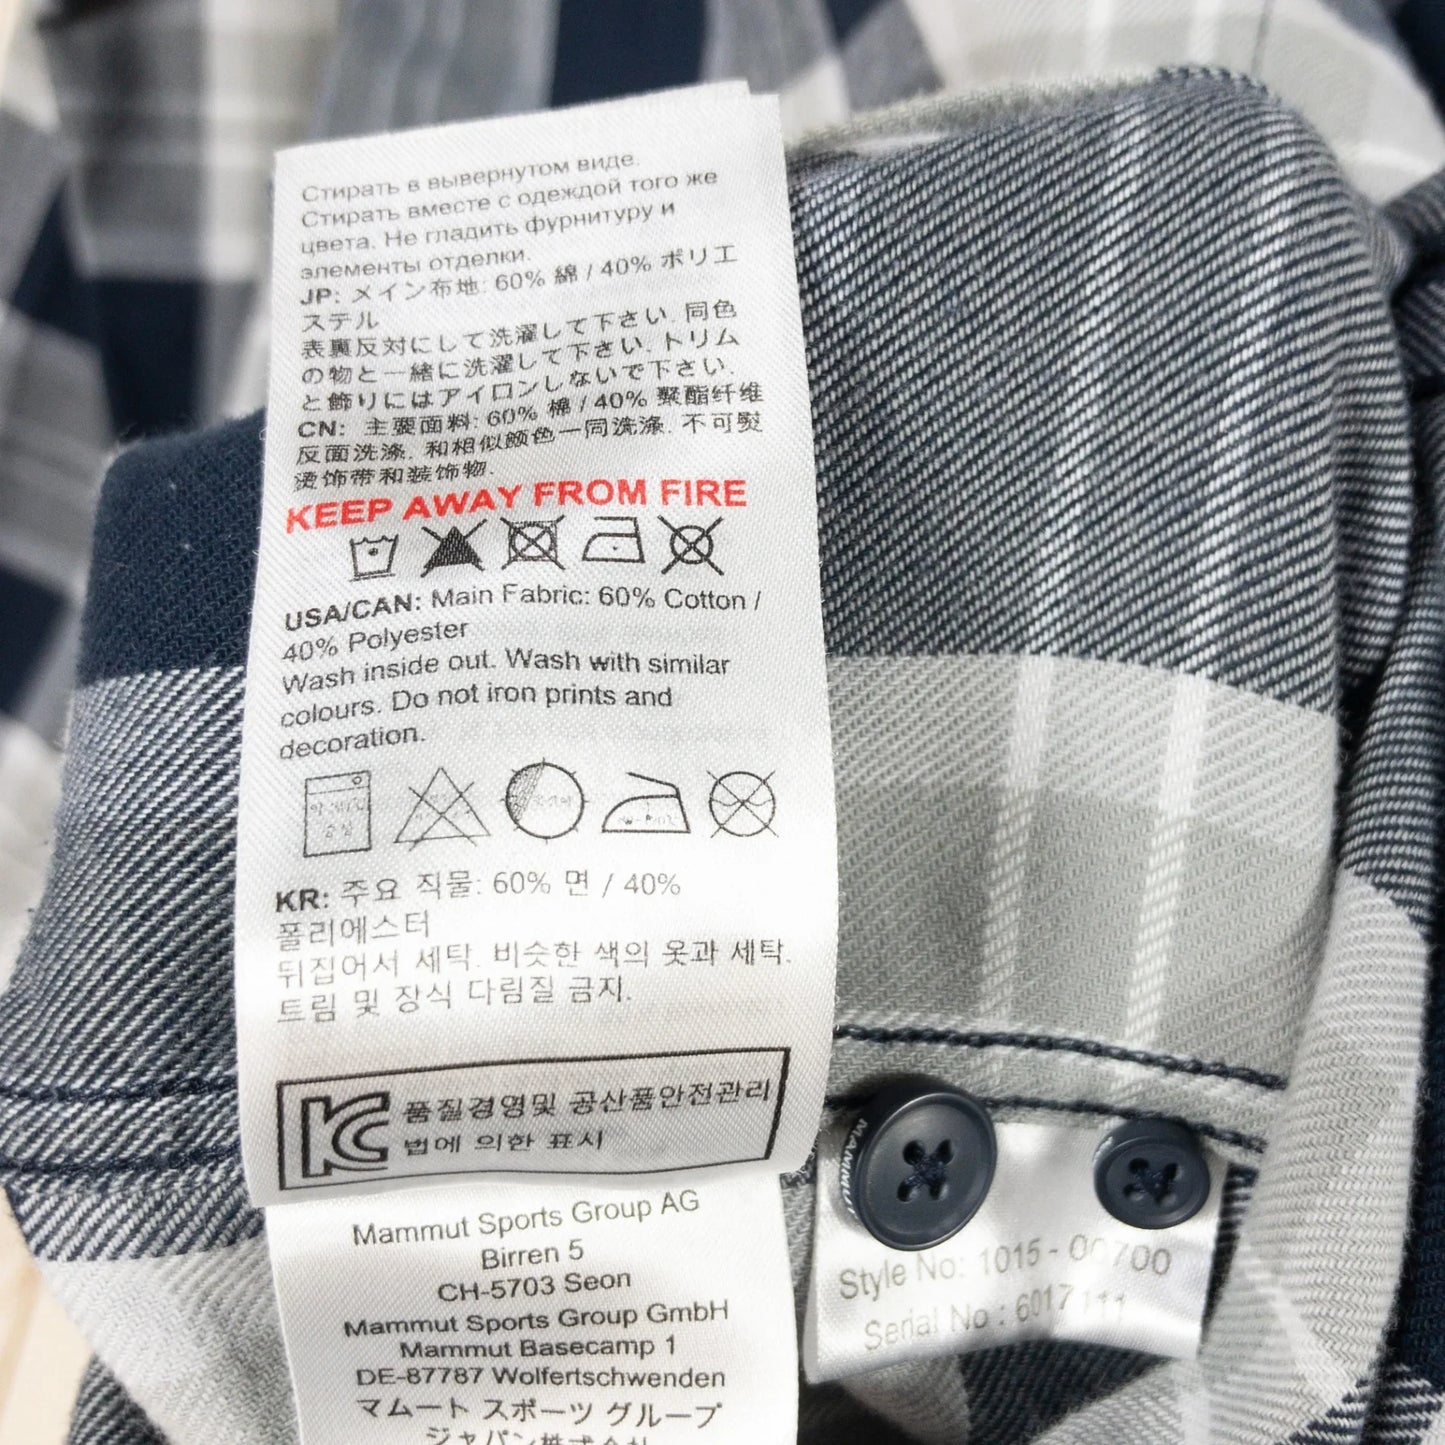 Стирать в вывернутом виде.
Стирать вместе с одеждой того же
цвета. Не гладить фурнитуру и
элементы отделки.
JP: メイン布地: 60% 綿 / 40% ポリエ
ステル
表裏反対にして洗濯して下さい. 同色
の物と一緒に洗濯して下さい. トリム
と飾りにはアイロンしないで下さい.
CN: 主要面料: 60% 棉 / 40% 聚酯纤维
反面洗涤. 和相似颜色一同洗涤. 不可熨
烫饰带和装饰物.
KEEP AWAY FROM FIRE
USA/CAN: Main Fabric: 60% Cotton /
40% Polyester
Wash inside out. Wash with similar
colours. Do not iron prints and
decoration.
KR: 주요 직물: 60% 면 / 40%
폴리에스터
뒤집어서 세탁. 비슷한 색의 옷과 세탁.
트림 및 장식 다림질 금지.
KC 품질경영및 공산품안전관리
법에 의한 표시
Mammut Sports Group AG
Birren 5
CH-5703 Seon
Mammut Sports Group GmbH
Mammut Basecamp 1
DE-87787 Wolfertschwenden
マムート スポーツ グループ
ジャパン株式会社
MAMMUT
Style No: 1015 - 00700
Serial No : 6017111